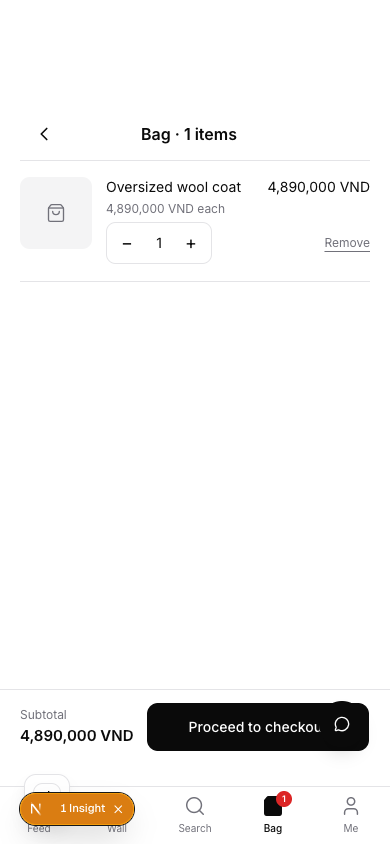 Bag · 1 items
Oversized wool coat
4,890,000 VND
4,890,000 VND each
− 1 +
Remove
Subtotal
4,890,000 VND
Proceed to checkou
1 Insight
1
Feed
Wall
Search
Bag
Me